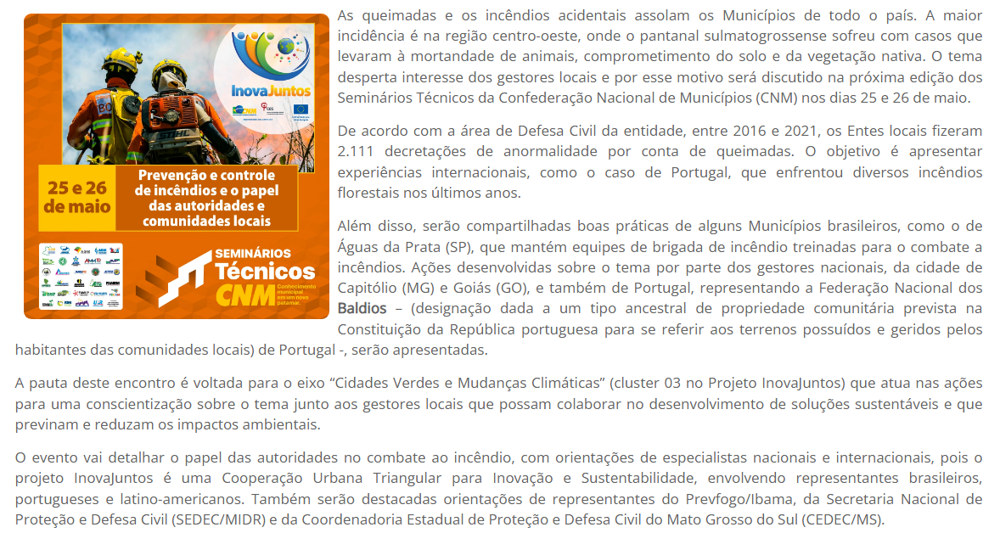 InovaJuntos
CNM
CES
25 e 26
de maio
Prevenção e controle
de incêndios e o papel
das autoridades e
comunidades locais
STIHL
SEMINÁRIOS
Técnicos
CNM
Conhecimento
municipal
em um novo
patamar.
As queimadas e os incêndios acidentais assolam os Municípios de todo o país. A maior
incidência é na região centro-oeste, onde o pantanal sulmatogrossense sofreu com casos que
levaram à mortandade de animais, comprometimento do solo e da vegetação nativa. O tema
desperta interesse dos gestores locais e por esse motivo será discutido na próxima edição dos
Seminários Técnicos da Confederação Nacional de Municípios (CNM) nos dias 25 e 26 de maio.
De acordo com a área de Defesa Civil da entidade, entre 2016 e 2021, os Entes locais fizeram
2.111 decretações de anormalidade por conta de queimadas. O objetivo é apresentar
experiências internacionais, como o caso de Portugal, que enfrentou diversos incêndios
florestais nos últimos anos.
Além disso, serão compartilhadas boas práticas de alguns Municípios brasileiros, como o de
Águas da Prata (SP), que mantém equipes de brigada de incêndio treinadas para o combate a
incêndios. Ações desenvolvidas sobre o tema por parte dos gestores nacionais, da cidade de
Capitólio (MG) e Goiás (GO), e também de Portugal, representando a Federação Nacional dos
Baldios – (designação dada a um tipo ancestral de propriedade comunitária prevista na
Constituição da República portuguesa para se referir aos terrenos possuídos e geridos pelos
habitantes das comunidades locais) de Portugal -, serão apresentadas.
A pauta deste encontro é voltada para o eixo “Cidades Verdes e Mudanças Climáticas” (cluster 03 no Projeto InovaJuntos) que atua nas ações
para uma conscientização sobre o tema junto aos gestores locais que possam colaborar no desenvolvimento de soluções sustentáveis e que
previnam e reduzam os impactos ambientais.
O evento vai detalhar o papel das autoridades no combate ao incêndio, com orientações de especialistas nacionais e internacionais, pois o
projeto InovaJuntos é uma Cooperação Urbana Triangular para Inovação e Sustentabilidade, envolvendo representantes brasileiros,
portugueses e latino-americanos. Também serão destacadas orientações de representantes do Prevfogo/Ibama, da Secretaria Nacional de
Proteção e Defesa Civil (SEDEC/MIDR) e da Coordenadoria Estadual de Proteção e Defesa Civil do Mato Grosso do Sul (CEDEC/MS).